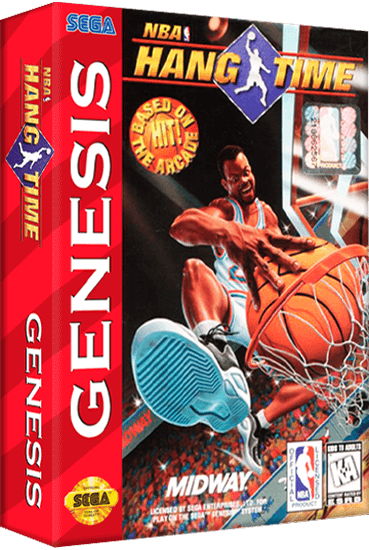 SEGA
NBA
HANG TIME
GENESIS
SEGA
GENESIS
NBA
HANG TIME
BASED ON
HIT!
THE ARCADE
MIDWAY
MIDWAY
LICENSED BY SEGA ENTERPRISES LTD. FOR
PLAY ON THE SEGA GENESIS SYSTEM.
OFFICIAL
LICENSED
NBA
PRODUCT
KIDS TO ADULTS
KA